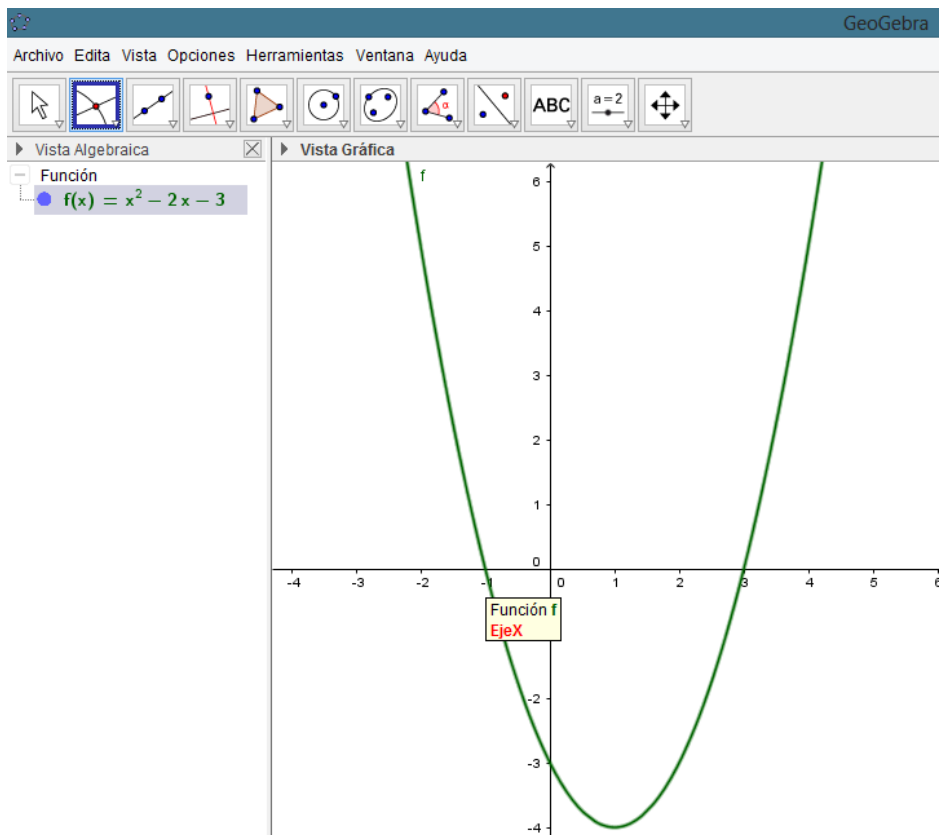 GeoGebra
Archivo Edita Vista Opciones Herramientas Ventana Ayuda
α ABC a=2
Vista Algebraica
Función
f(x) = x² − 2 x − 3
Vista Gráfica
f
6
5
4
3
2
1
0
-4 -3 -2 -1 0 1 2 3 4 5 6
Función f
EjeX
-2
-3
-4